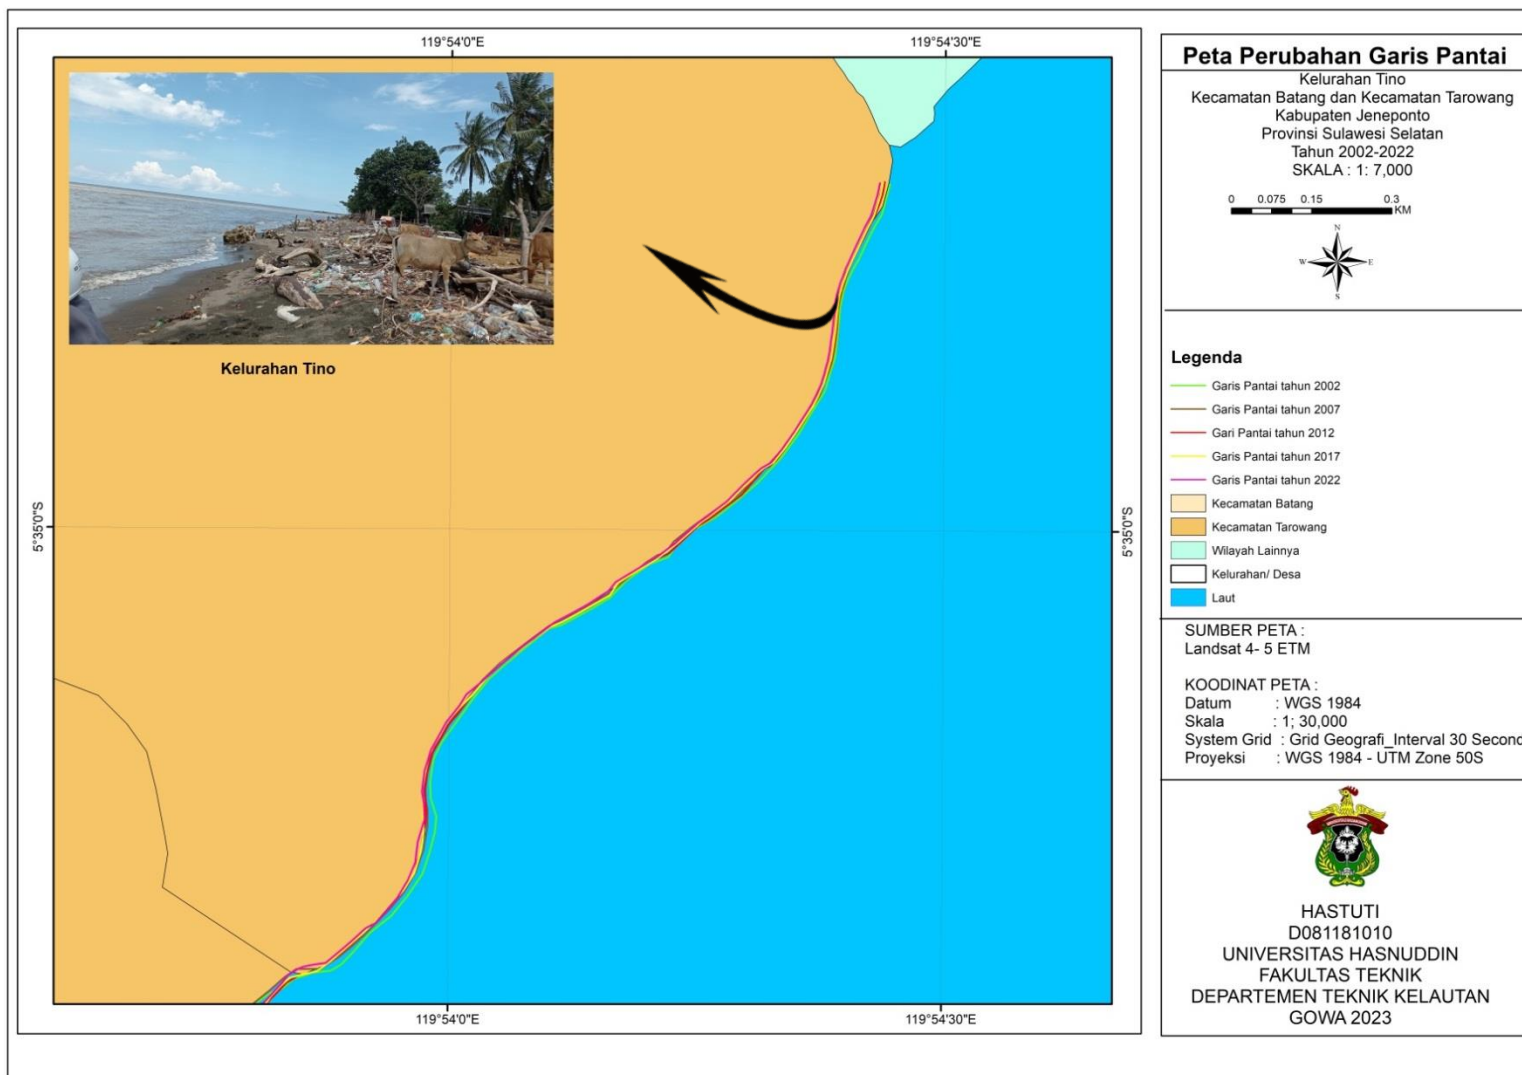 119°54'0"E
119°54'30"E
Kelurahan Tino
5°35'0"S
5°35'0"S
119°54'0"E
119°54'30"E
Peta Perubahan Garis Pantai
Kelurahan Tino
Kecamatan Batang dan Kecamatan Tarowang
Kabupaten Jeneponto
Provinsi Sulawesi Selatan
Tahun 2002-2022
SKALA : 1: 7,000
0 0.075 0.15 0.3
KM
N
W E
S
Legenda
Garis Pantai tahun 2002
Garis Pantai tahun 2007
Gari Pantai tahun 2012
Garis Pantai tahun 2017
Garis Pantai tahun 2022
Kecamatan Batang
Kecamatan Tarowang
Wilayah Lainnya
Kelurahan/ Desa
Laut
SUMBER PETA :
Landsat 4- 5 ETM
KOODINAT PETA :
Datum : WGS 1984
Skala : 1; 30,000
System Grid : Grid Geografi_Interval 30 Second
Proyeksi : WGS 1984 - UTM Zone 50S
HASTUTI
D081181010
UNIVERSITAS HASNUDDIN
FAKULTAS TEKNIK
DEPARTEMEN TEKNIK KELAUTAN
GOWA 2023